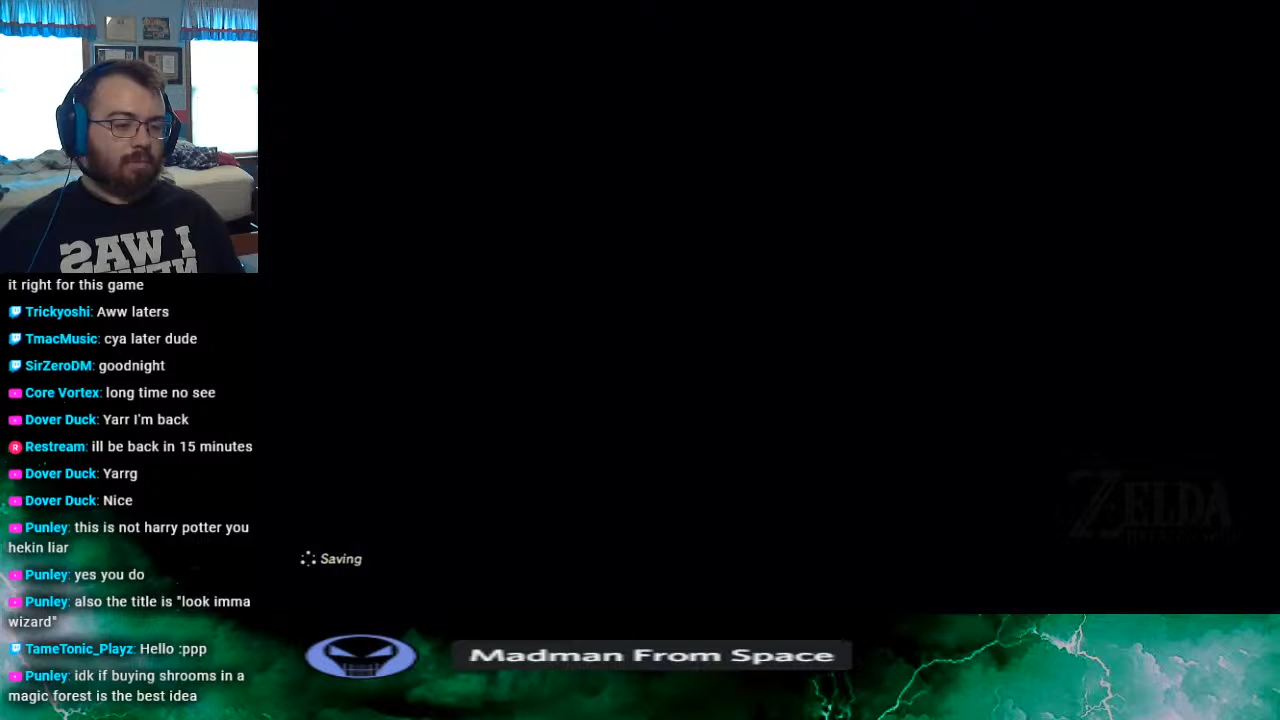 I WAS
it right for this game
Trickyoshi: Aww laters
TmacMusic: cya later dude
SirZeroDM: goodnight
Core Vortex: long time no see
Dover Duck: Yarr I'm back
Restream: ill be back in 15 minutes
Dover Duck: Yarrg
Dover Duck: Nice
Punley: this is not harry potter you
hekin liar
Punley: yes you do
Punley: also the title is "look imma
wizard"
TameTonic_Playz: Hello :ppp
Punley: idk if buying shrooms in a
magic forest is the best idea
ZELDA
Saving
Madman From Space